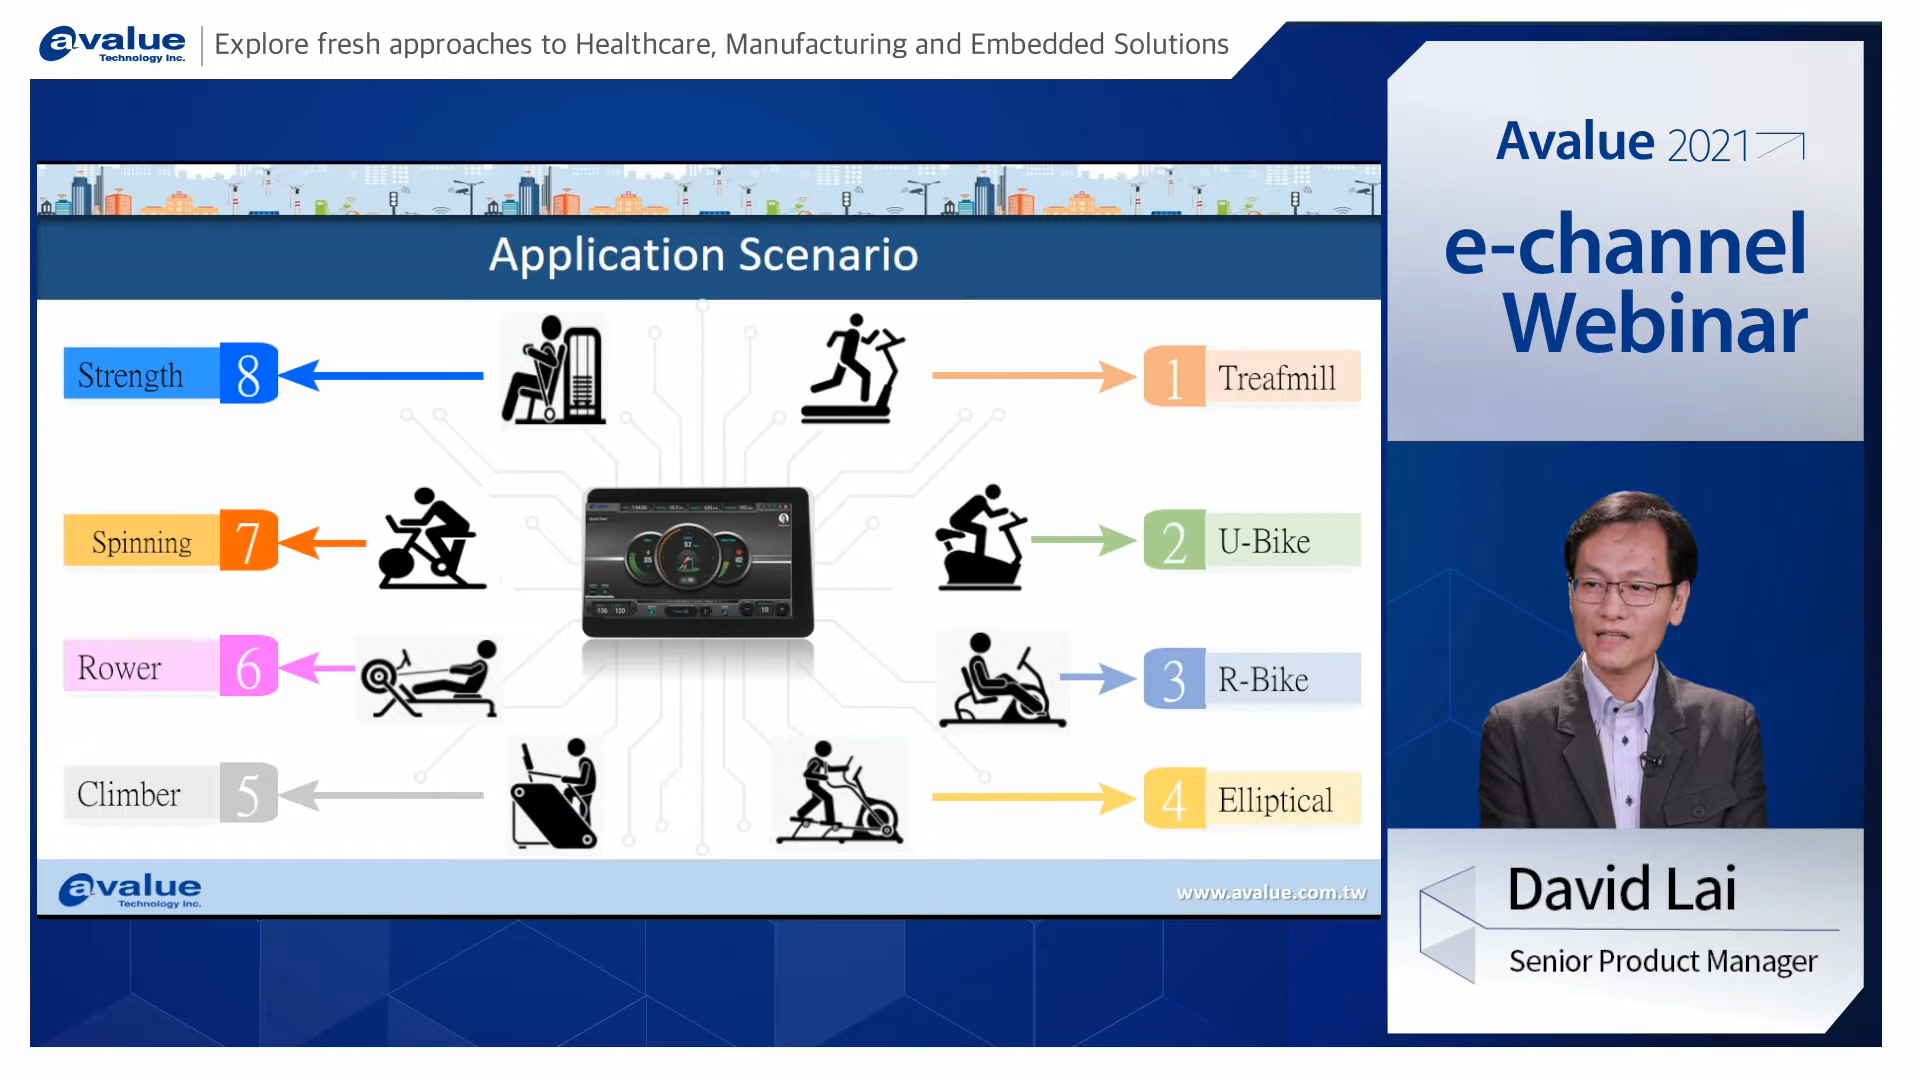 avalue
Technology Inc.
Explore fresh approaches to Healthcare, Manufacturing and Embedded Solutions
Avalue 2021
e-channel
Webinar
Application Scenario
Strength 8
1 Treafmill
Spinning 7
2 U-Bike
Rower 6
3 R-Bike
Climber 5
4 Elliptical
avalue
Technology Inc.
www.avalue.com.tw
David Lai
Senior Product Manager